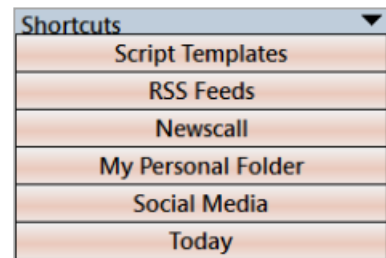 Shortcuts
Script Templates
RSS Feeds
Newscall
My Personal Folder
Social Media
Today